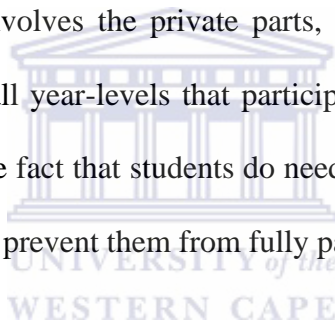 volves the private parts,
ll year-levels that particip
e fact that students do need
prevent them from fully pa
UNIVERSITY of the
WESTERN CAPE